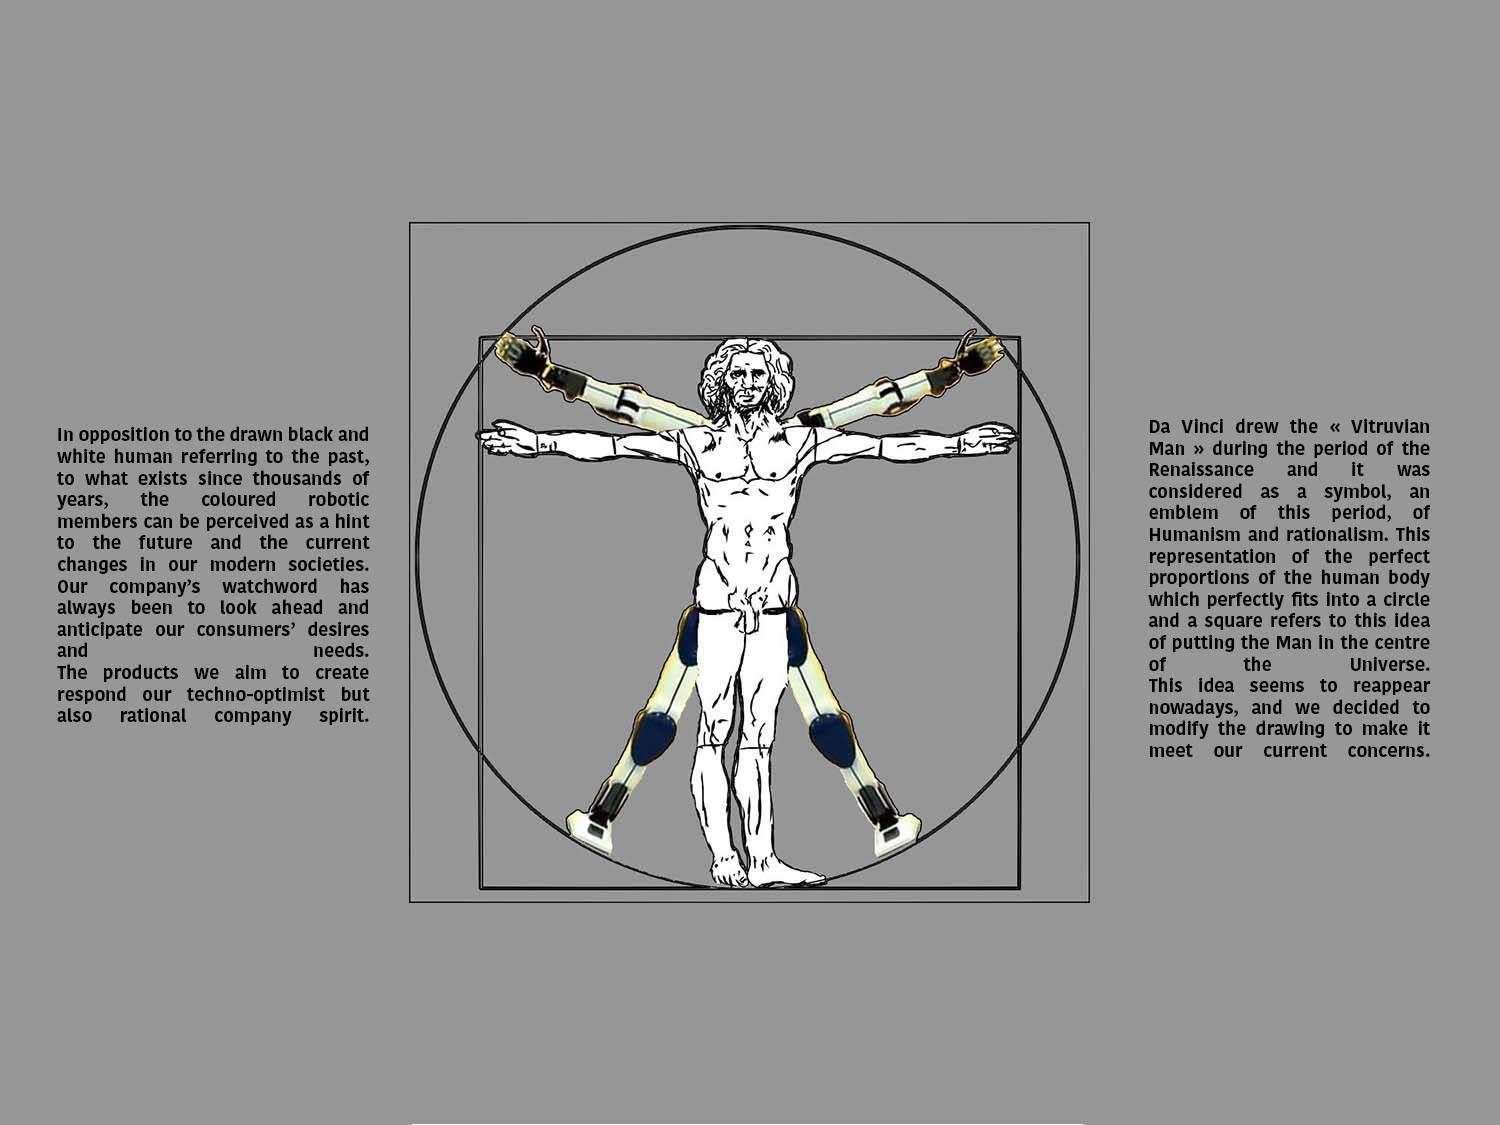 In opposition to the drawn black and
white human referring to the past,
to what exists since thousands of
years, the coloured robotic
members can be perceived as a hint
to the future and the current
changes in our modern societies.
Our company’s watchword has
always been to look ahead and
anticipate our consumers’ desires
and needs.
The products we aim to create
respond our techno-optimist but
also rational company spirit.
Da Vinci drew the « Vitruvian
Man » during the period of the
Renaissance and it was
considered as a symbol, an
emblem of this period, of
Humanism and rationalism. This
representation of the perfect
proportions of the human body
which perfectly fits into a circle
and a square refers to this idea
of putting the Man in the centre
of the Universe.
This idea seems to reappear
nowadays, and we decided to
modify the drawing to make it
meet our current concerns.